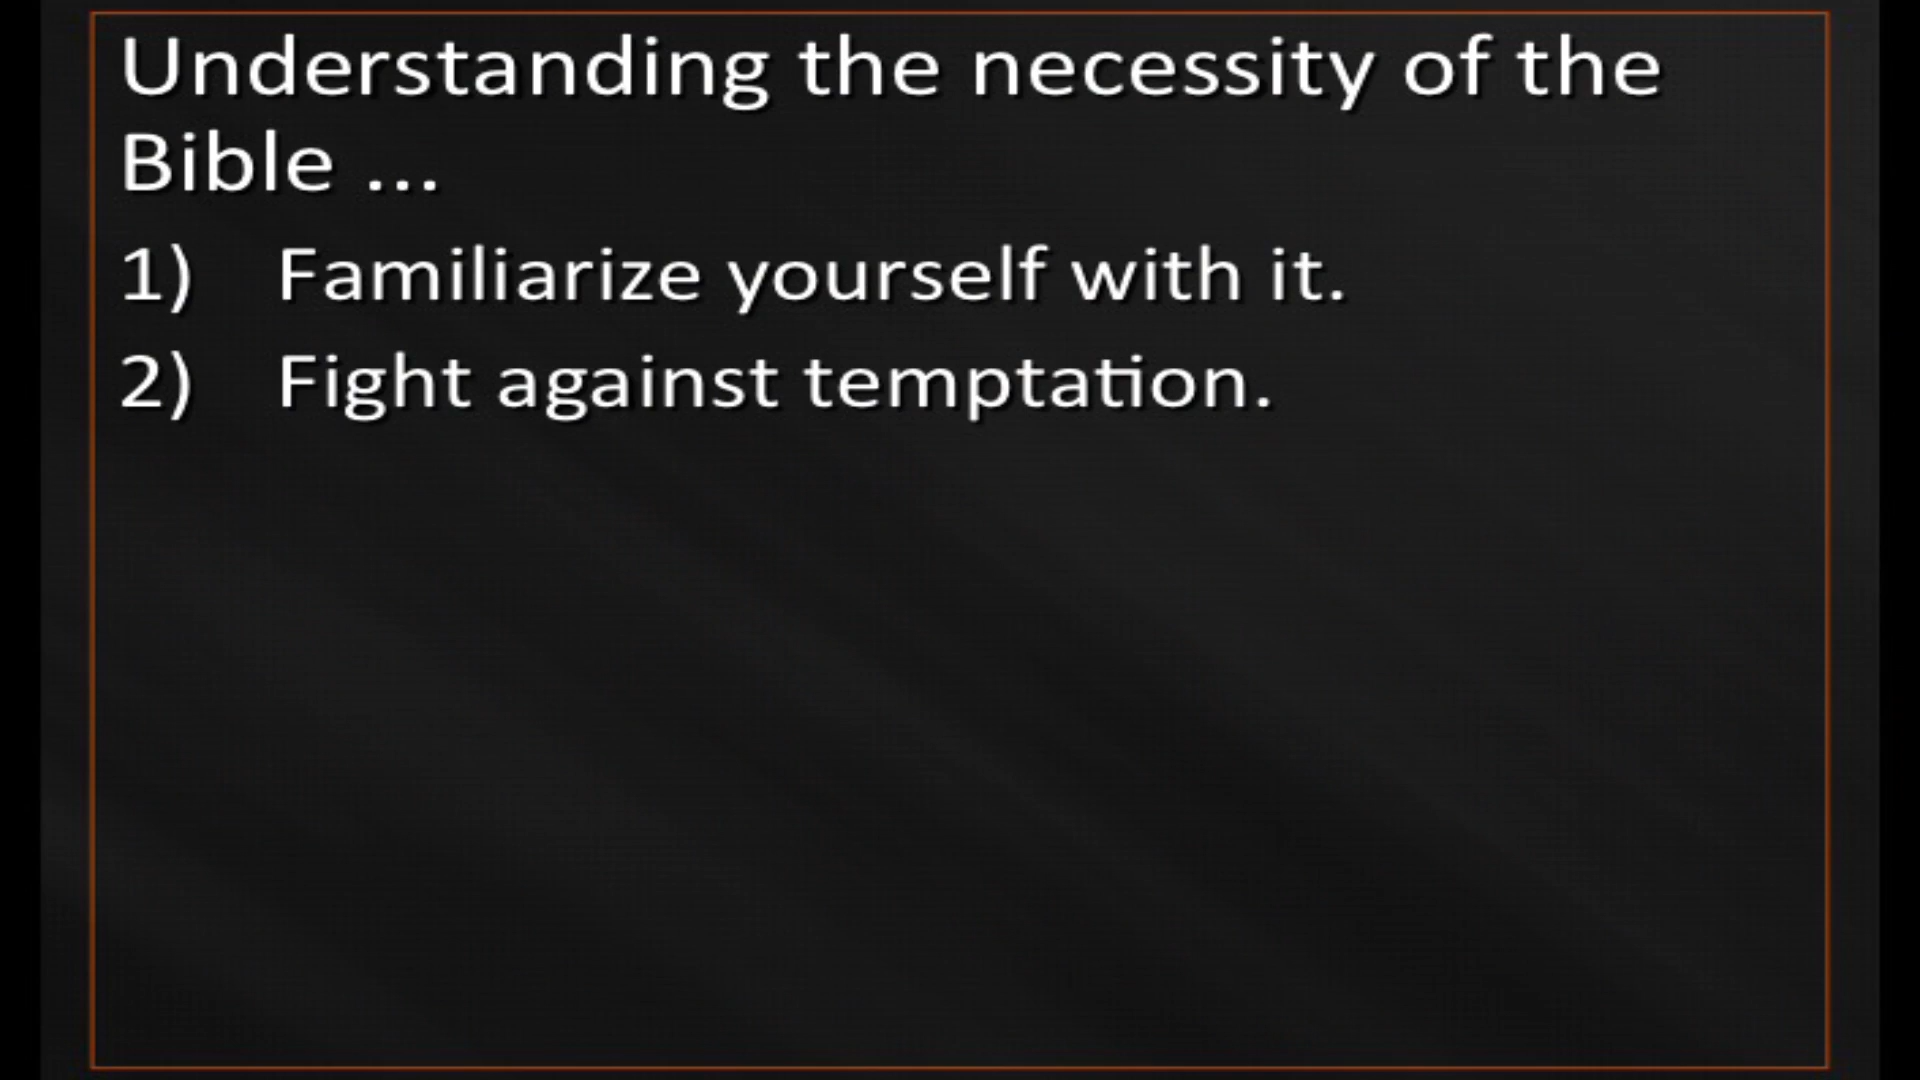 Understanding the necessity of the
Bible ...
1) Familiarize yourself with it.
2) Fight against temptation.